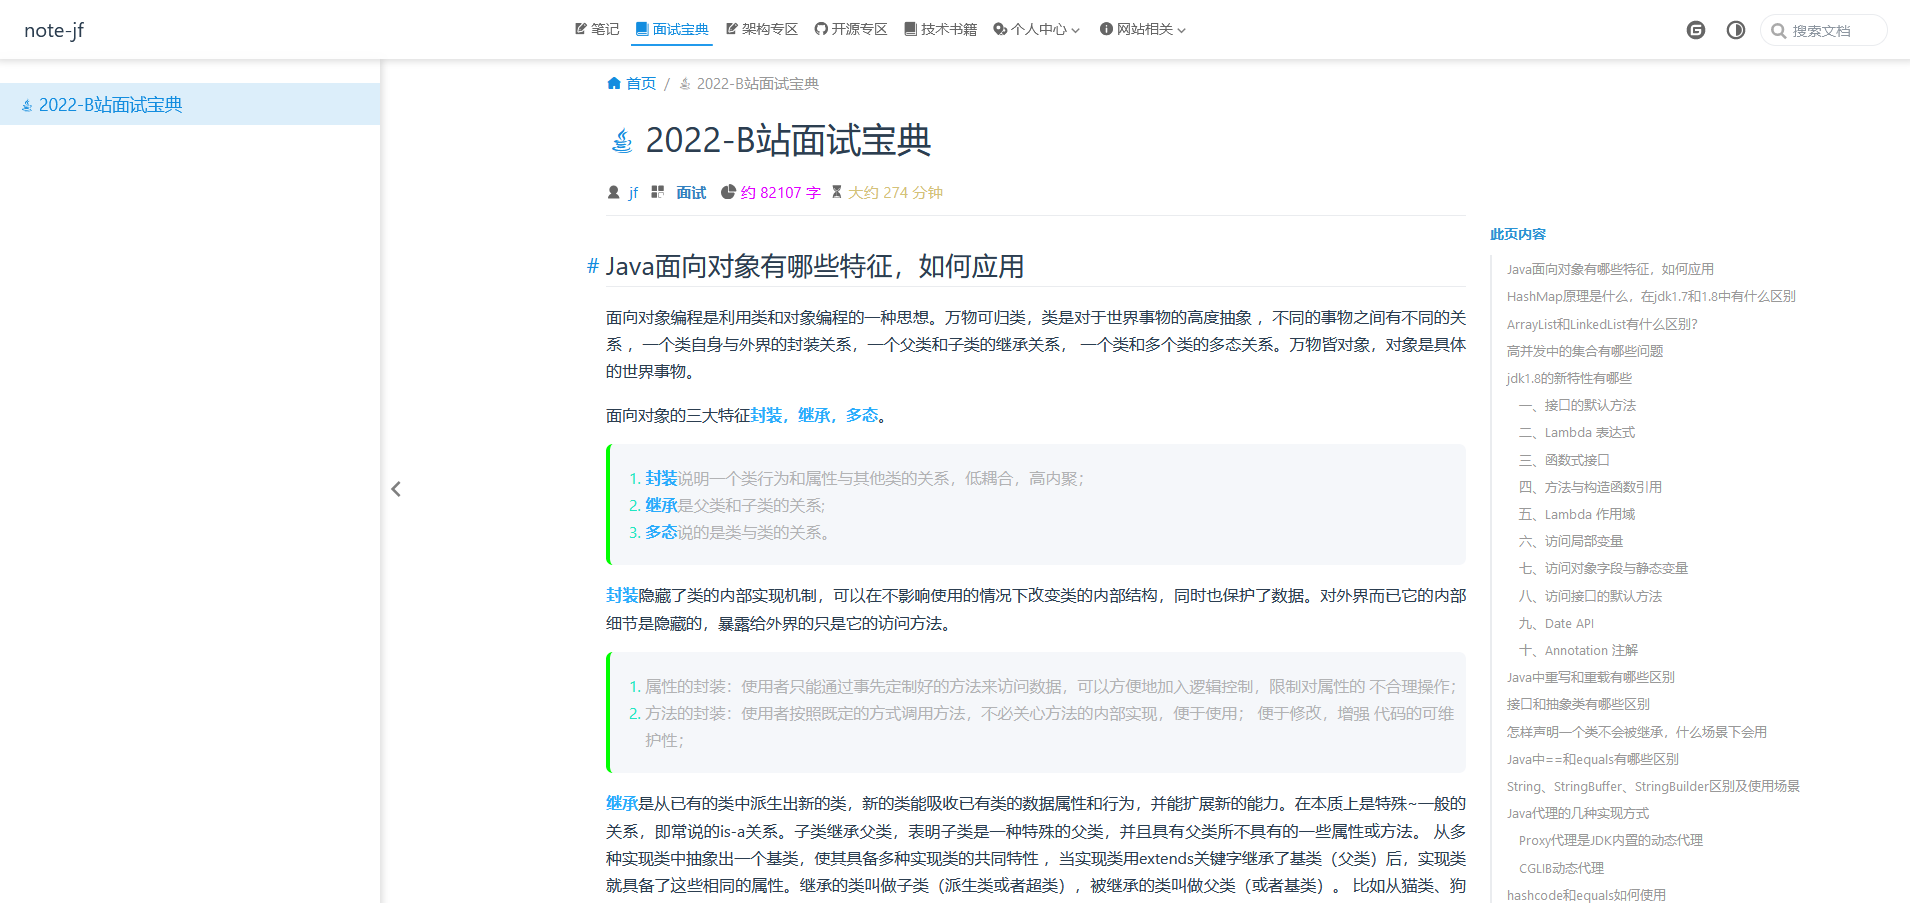 note-jf
笔记 面试宝典 架构专区 开源专区 技术书籍 个人中心 网站相关
搜索文档
2022-B站面试宝典
首页 / 2022-B站面试宝典
2022-B站面试宝典
jf 面试 约 82107 字 大约 274 分钟
# Java面向对象有哪些特征，如何应用
面向对象编程是利用类和对象编程的一种思想。万物可归类，类是对于世界事物的高度抽象 ，不同的事物之间有不同的关
系 ，一个类自身与外界的封装关系，一个父类和子类的继承关系， 一个类和多个类的多态关系。万物皆对象，对象是具体
的世界事物。
面向对象的三大特征封装，继承，多态。
1. 封装说明一个类行为和属性与其他类的关系，低耦合，高内聚；
2. 继承是父类和子类的关系;
3. 多态说的是类与类的关系。
封装隐藏了类的内部实现机制，可以在不影响使用的情况下改变类的内部结构，同时也保护了数据。对外界而已它的内部
细节是隐藏的，暴露给外界的只是它的访问方法。
1. 属性的封装：使用者只能通过事先定制好的方法来访问数据，可以方便地加入逻辑控制，限制对属性的 不合理操作；
2. 方法的封装：使用者按照既定的方式调用方法，不必关心方法的内部实现，便于使用； 便于修改，增强 代码的可维
护性；
继承是从已有的类中派生出新的类，新的类能吸收已有类的数据属性和行为，并能扩展新的能力。在本质上是特殊~一般的
关系，即常说的is-a关系。子类继承父类，表明子类是一种特殊的父类，并且具有父类所不具有的一些属性或方法。 从多
种实现类中抽象出一个基类，使其具备多种实现类的共同特性 ，当实现类用extends关键字继承了基类（父类）后，实现类
就具备了这些相同的属性。继承的类叫做子类（派生类或者超类），被继承的类叫做父类（或者基类）。 比如从猫类、狗
此页内容
Java面向对象有哪些特征，如何应用
HashMap原理是什么，在jdk1.7和1.8中有什么区别
ArrayList和LinkedList有什么区别?
高并发中的集合有哪些问题
jdk1.8的新特性有哪些
一、接口的默认方法
二、Lambda 表达式
三、函数式接口
四、方法与构造函数引用
五、Lambda 作用域
六、访问局部变量
七、访问对象字段与静态变量
八、访问接口的默认方法
九、Date API
十、Annotation 注解
Java中重写和重载有哪些区别
接口和抽象类有哪些区别
怎样声明一个类不会被继承，什么场景下会用
Java中==和equals有哪些区别
String、StringBuffer、StringBuilder区别及使用场景
Java代理的几种实现方式
Proxy代理是JDK内置的动态代理
CGLIB动态代理
hashcode和equals如何使用